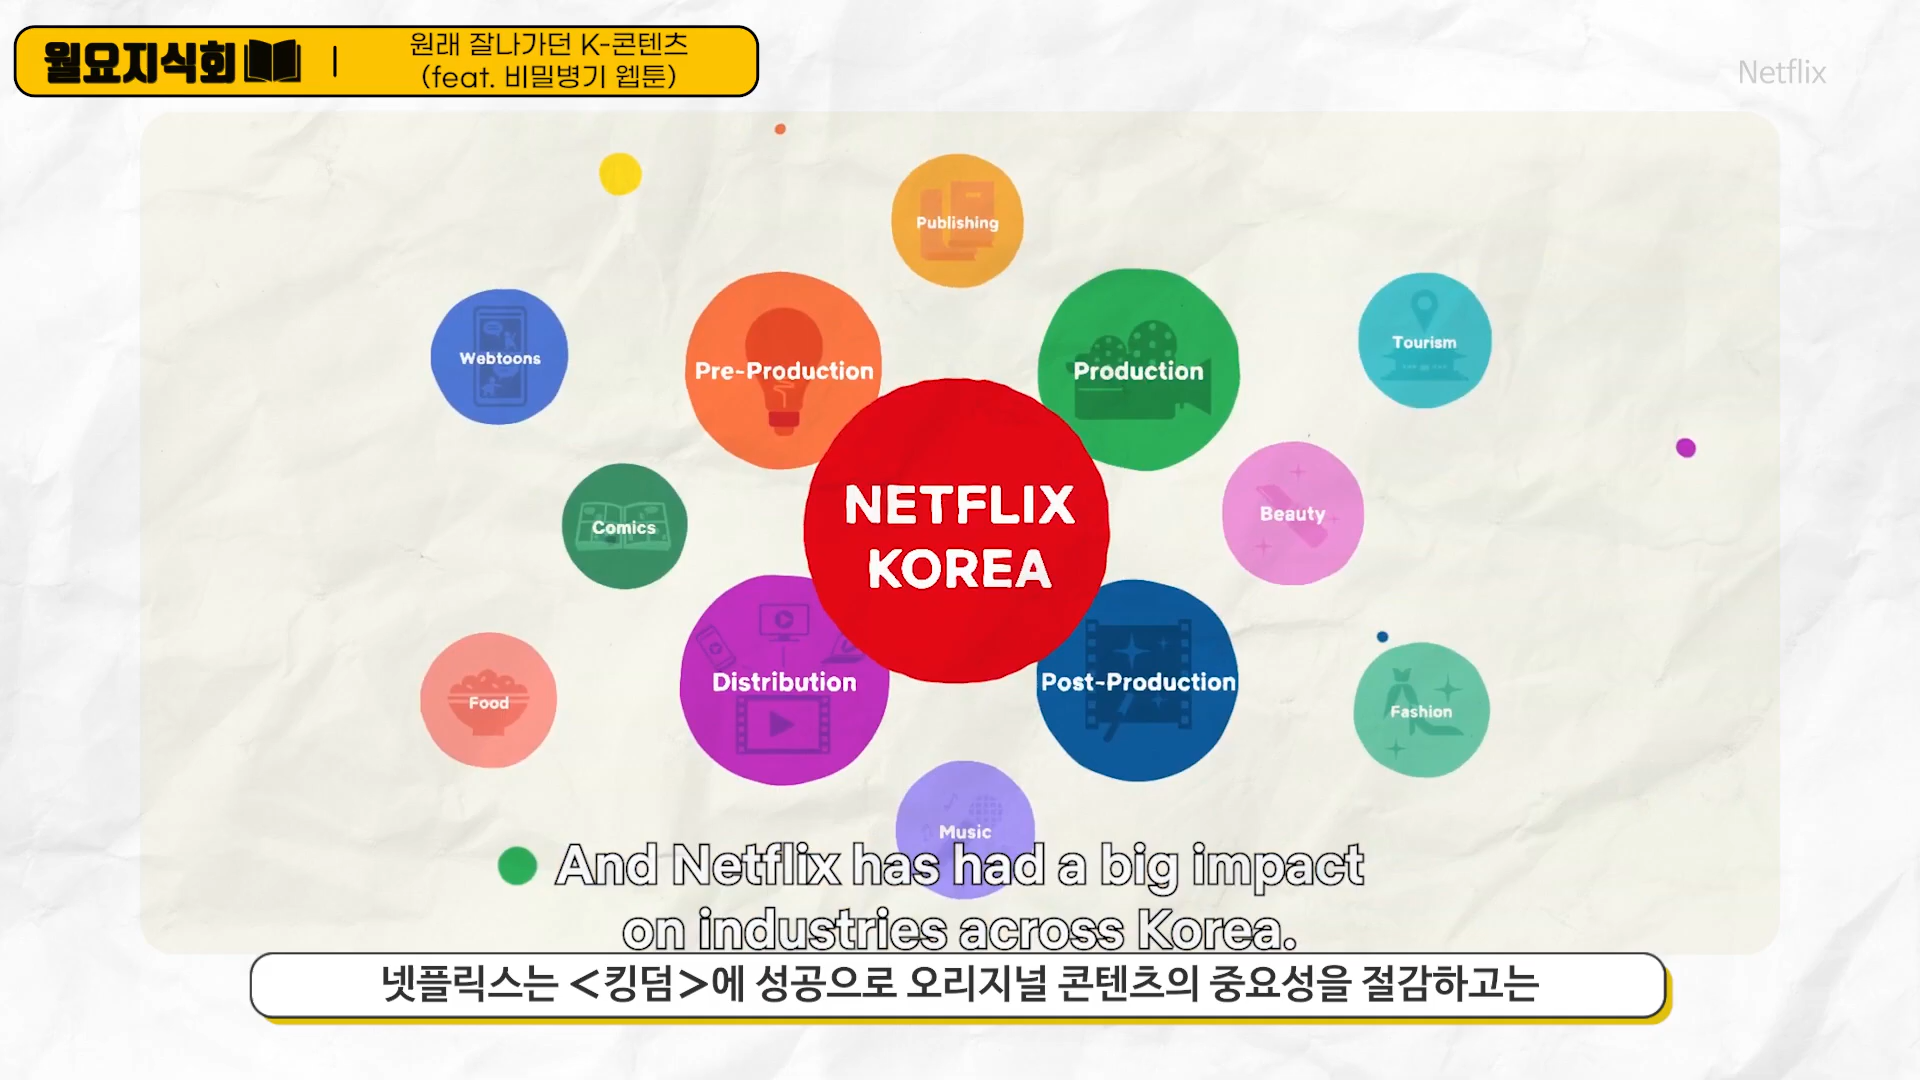 월요지식회
원래 잘나가던 K-콘텐츠
(feat. 비밀병기 웹툰)
Netflix
Publishing
Webtoons
Pre-Production
Production
Tourism
Comics
NETFLIX
KOREA
Beauty
Food
Distribution
Post-Production
Fashion
Music
And Netflix has had a big impact
on industries across Korea.
넷플릭스는 <킹덤>에 성공으로 오리지널 콘텐츠의 중요성을 절감하고는